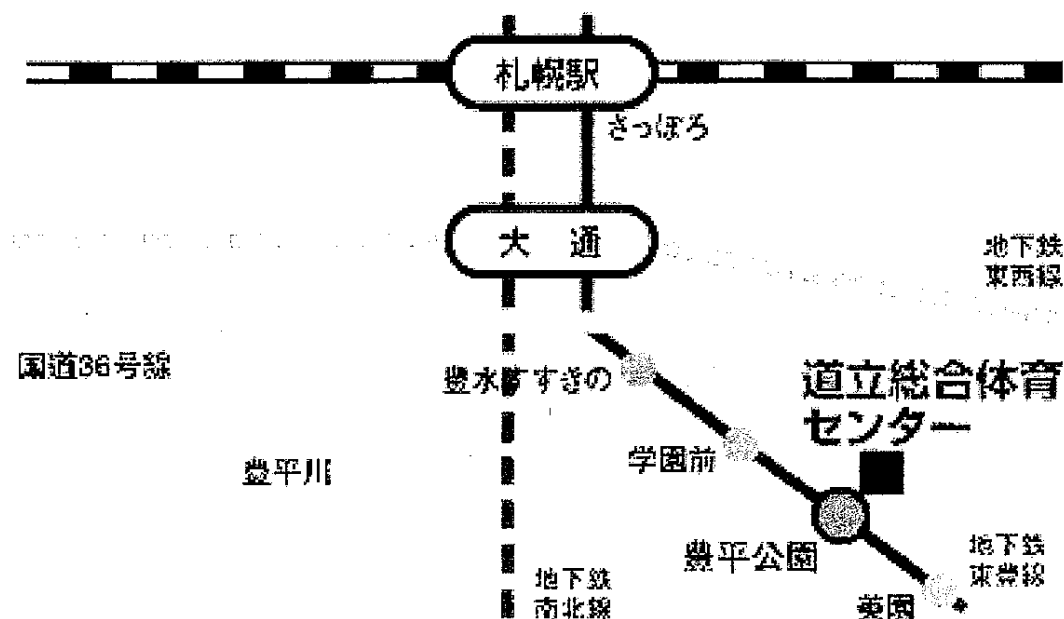 札幌駅
さっぽろ
大通
地下鉄
東西線
国道36号線
豊水すすきの
道立総合体育
センター
学園前
豊平川
豊平公園
地下鉄
東豊線
地下鉄
南北線
美園